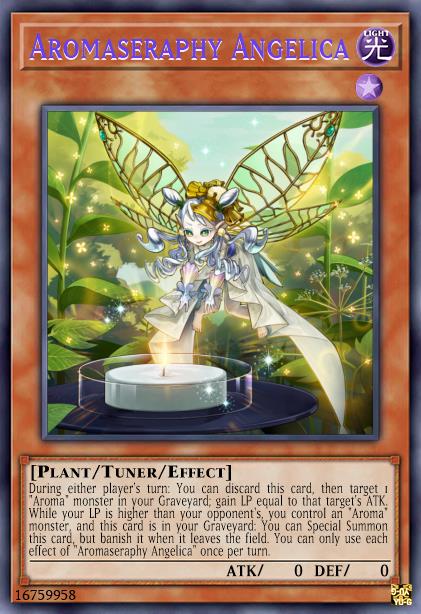 AROMASERAPHY ANGELICA
LIGHT
光
[PLANT/TUNER/EFFECT]
During either player's turn: You can discard this card, then target 1
"Aroma" monster in your Graveyard; gain LP equal to that target's ATK.
While your LP is higher than your opponent's, you control an "Aroma"
monster, and this card is in your Graveyard: You can Special Summon
this card, but banish it when it leaves the field. You can only use each
effect of "Aromaseraphy Angelica" once per turn.
ATK/ 0 DEF/ 0
16759958